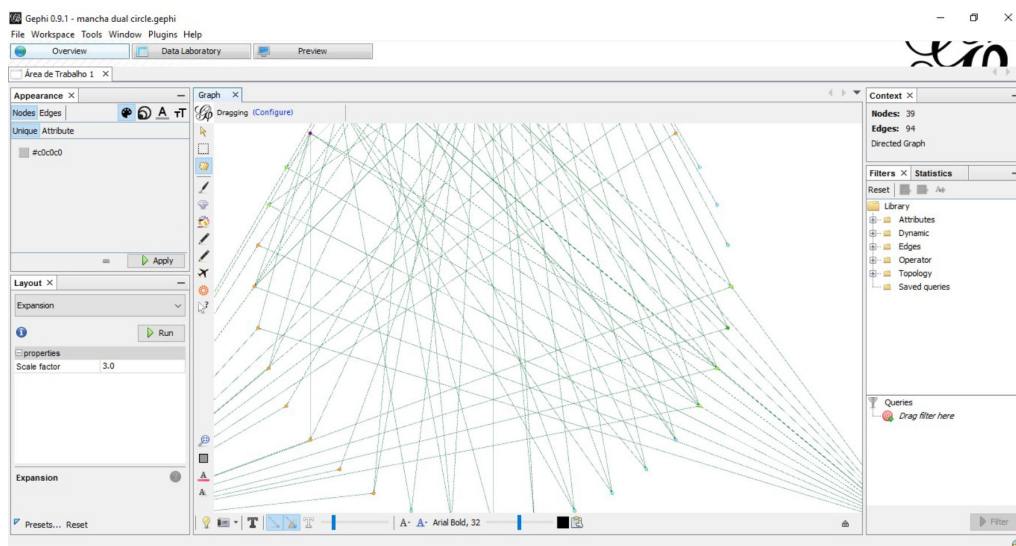 Gephi 0.9.1 - mancha dual circle.gephi
File Workspace Tools Window Plugins Help
Overview Data Laboratory Preview
Área de Trabalho 1
Appearance
Nodes Edges
Unique Attribute
#c0c0c0
Apply
Layout
Expansion
Run
properties
Scale factor 3.0
Expansion
Presets... Reset
Graph
Dragging (Configure)
A- A- Arial Bold, 32
Context
Nodes: 39
Edges: 94
Directed Graph
Filters Statistics
Reset
Library
Attributes
Dynamic
Edges
Operator
Topology
Saved queries
Queries
Drag filter here
Filter